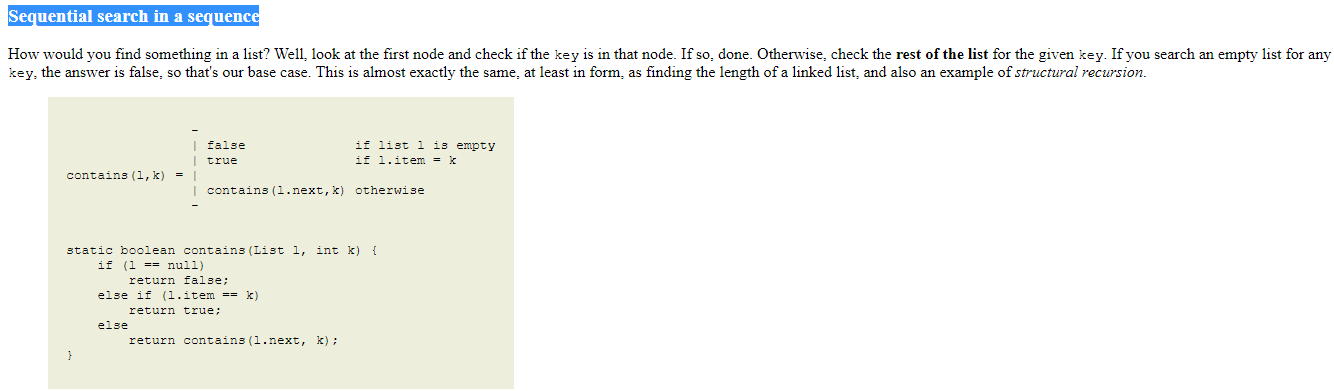 Sequential search in a sequence
How would you find something in a list? Well, look at the first node and check if the key is in that node. If so, done. Otherwise, check the rest of the list for the given key. If you search an empty list for any
key, the answer is false, so that's our base case. This is almost exactly the same, at least in form, as finding the length of a linked list, and also an example of structural recursion.
                -
                | false              if list l is empty
                | true               if l.item = k
contains(l,k) = |
                | contains(l.next,k) otherwise
                -
static boolean contains(List l, int k) {
    if (l == null)
        return false;
    else if (l.item == k)
        return true;
    else
        return contains(l.next, k);
}